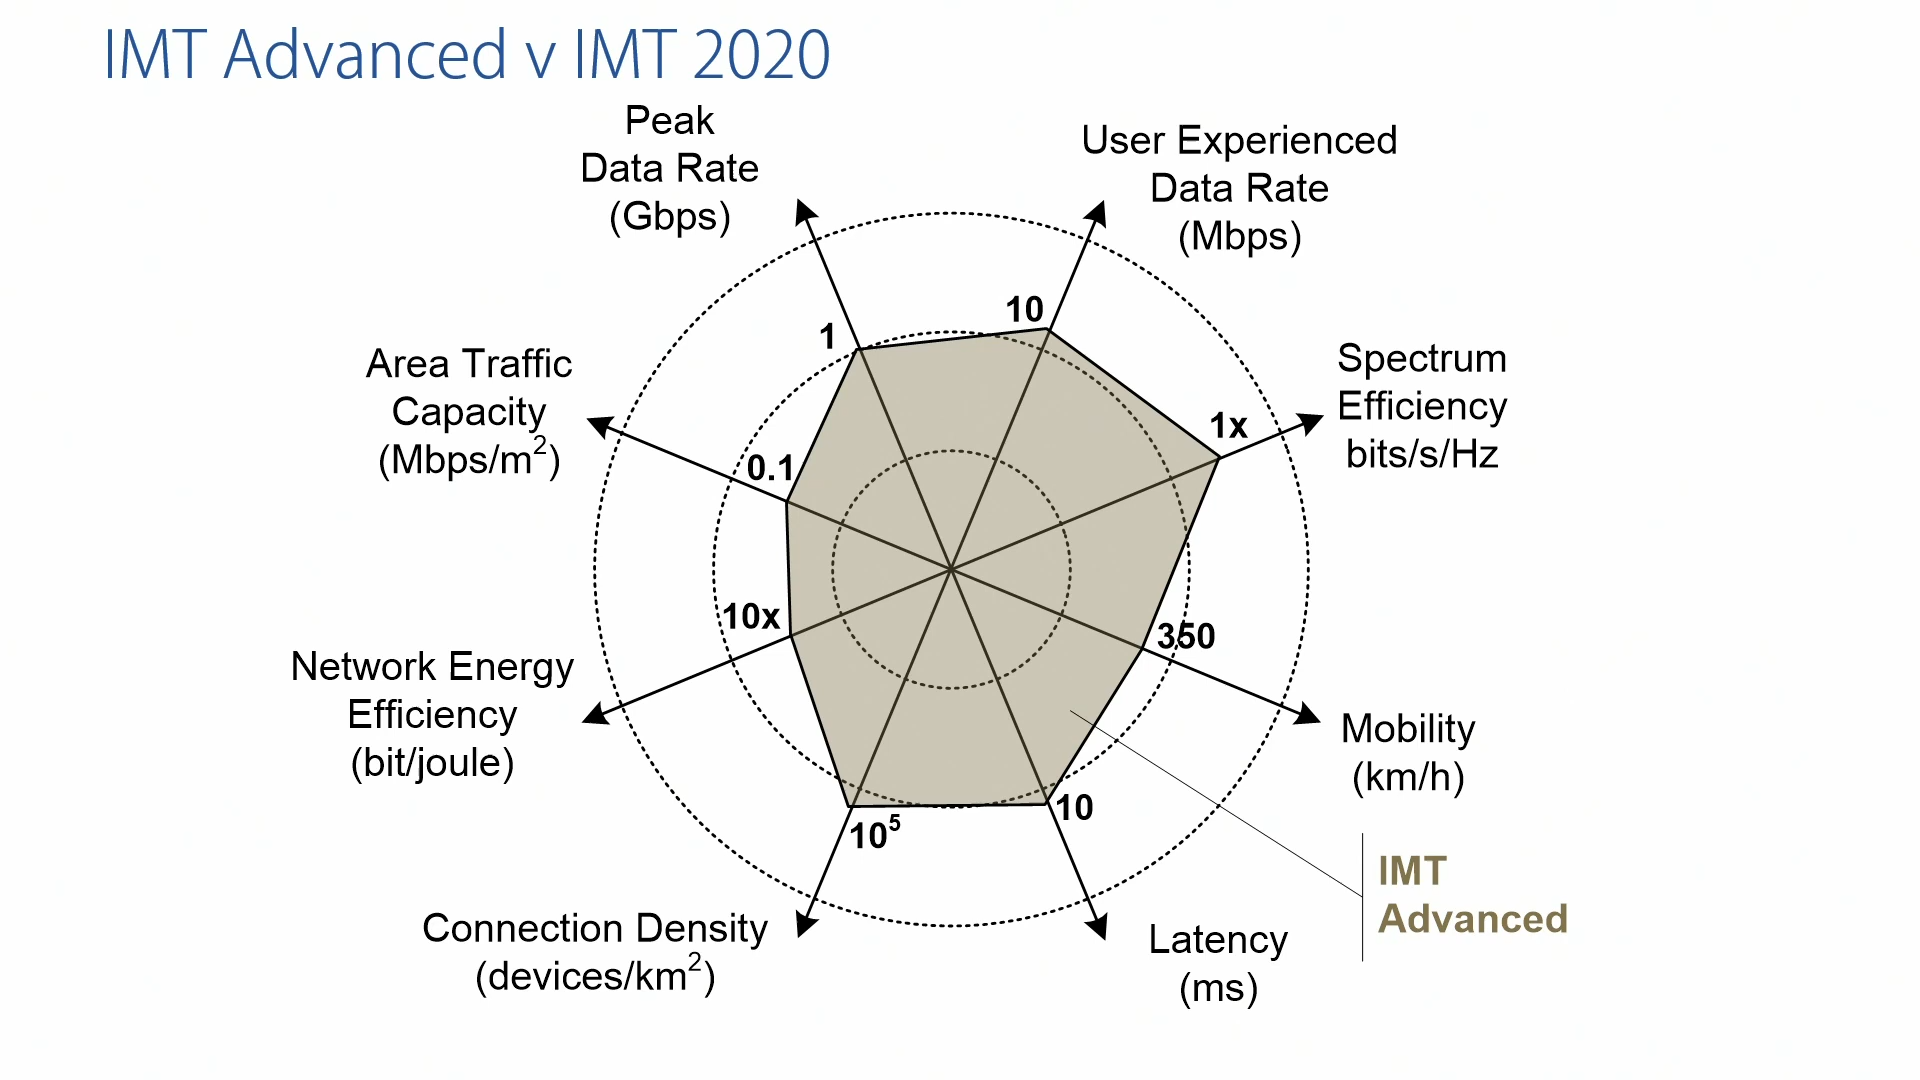 IMT Advanced v IMT 2020
Peak
Data Rate
(Gbps)
User Experienced
Data Rate
(Mbps)
1
10
Area Traffic
Capacity
(Mbps/m²)
0.1
Spectrum
Efficiency
bits/s/Hz
1x
Network Energy
Efficiency
(bit/joule)
10x
350
Mobility
(km/h)
10⁵
10
Connection Density
(devices/km²)
Latency
(ms)
IMT
Advanced